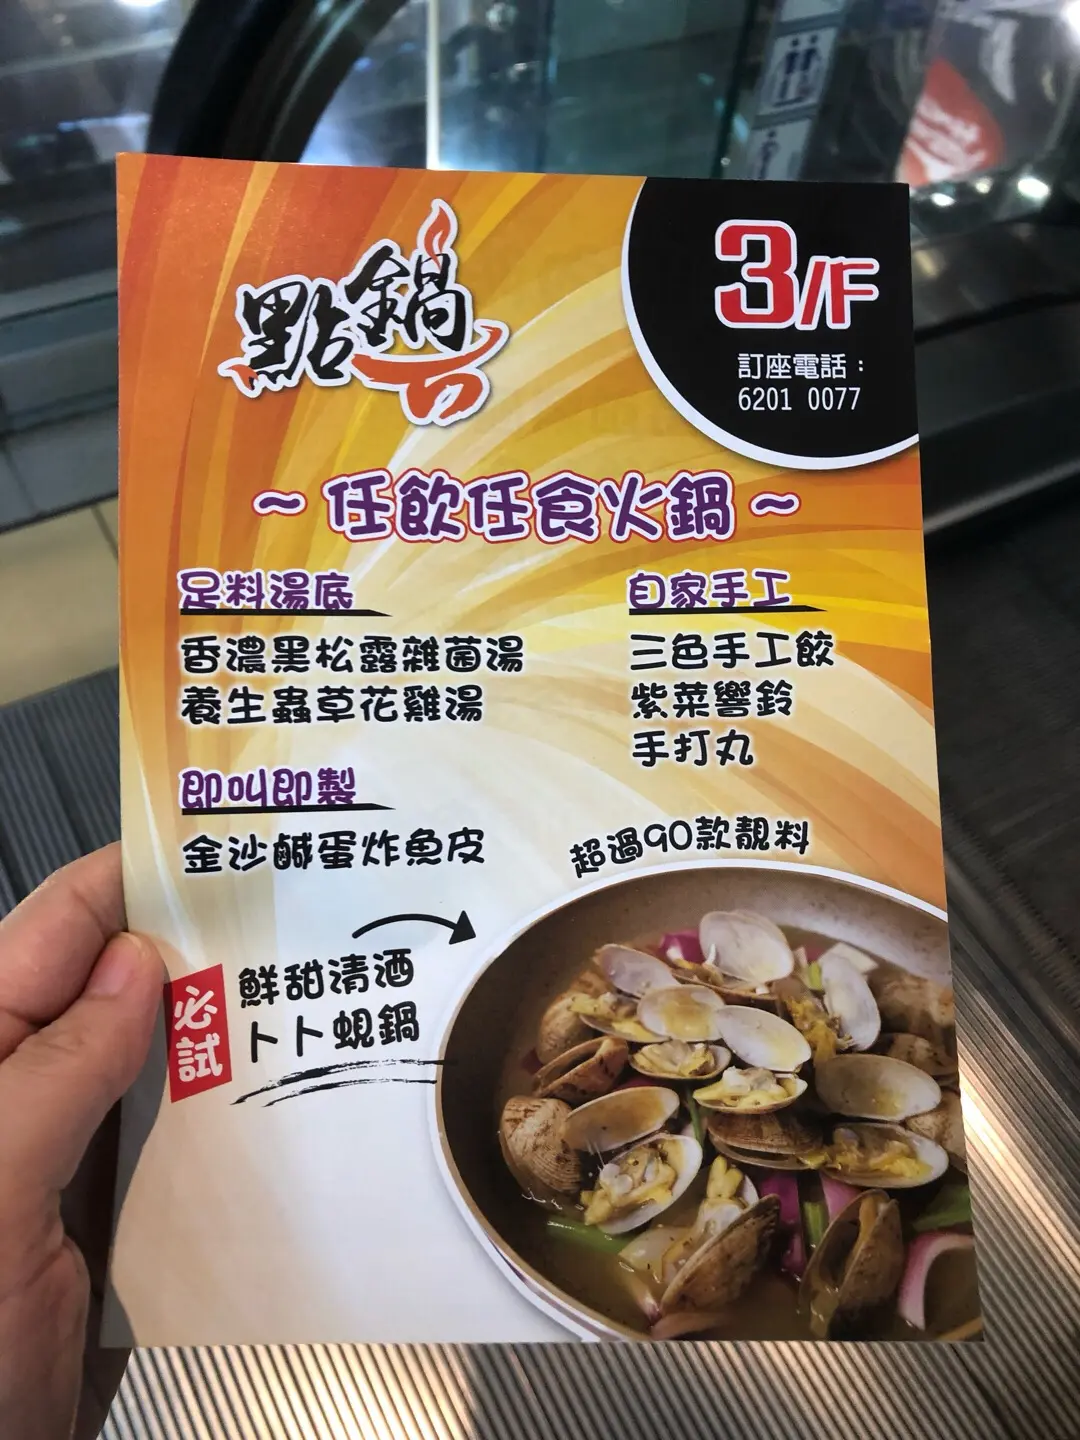 點鍋
3/F
訂座電話：
6201 0077
~ 任飲任食火鍋 ~
足料湯底
香濃黑松露雜菌湯
養生蟲草花雞湯
即叫即製
金沙鹹蛋炸魚皮
自家手工
三色手工餃
紫菜響鈴
手打丸
超過90款靚料
必試
鮮甜清酒
卜卜蜆鍋